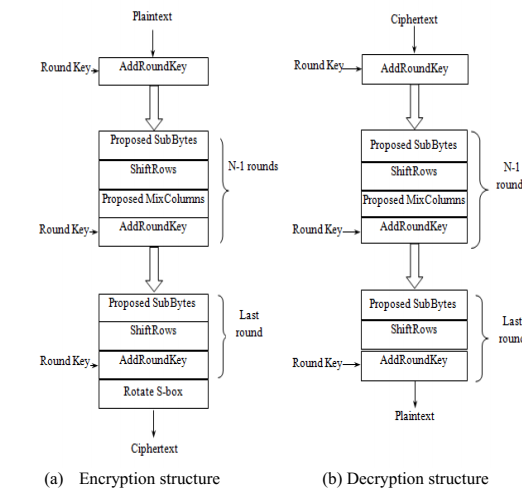 Plaintext
Round Key
AddRoundKey
Proposed SubBytes
ShiftRows
Proposed MixColumns
Round Key
AddRoundKey
N-1 rounds
Proposed SubBytes
ShiftRows
Round Key
AddRoundKey
Last
round
Rotate S-box
Ciphertext
(a) Encryption structure
Ciphertext
Round Key
AddRoundKey
Proposed SubBytes
ShiftRows
Proposed MixColumns
Round Key
AddRoundKey
N-1
round
Proposed SubBytes
ShiftRows
Round Key
AddRoundKey
Last
round
Plaintext
(b) Decryption structure